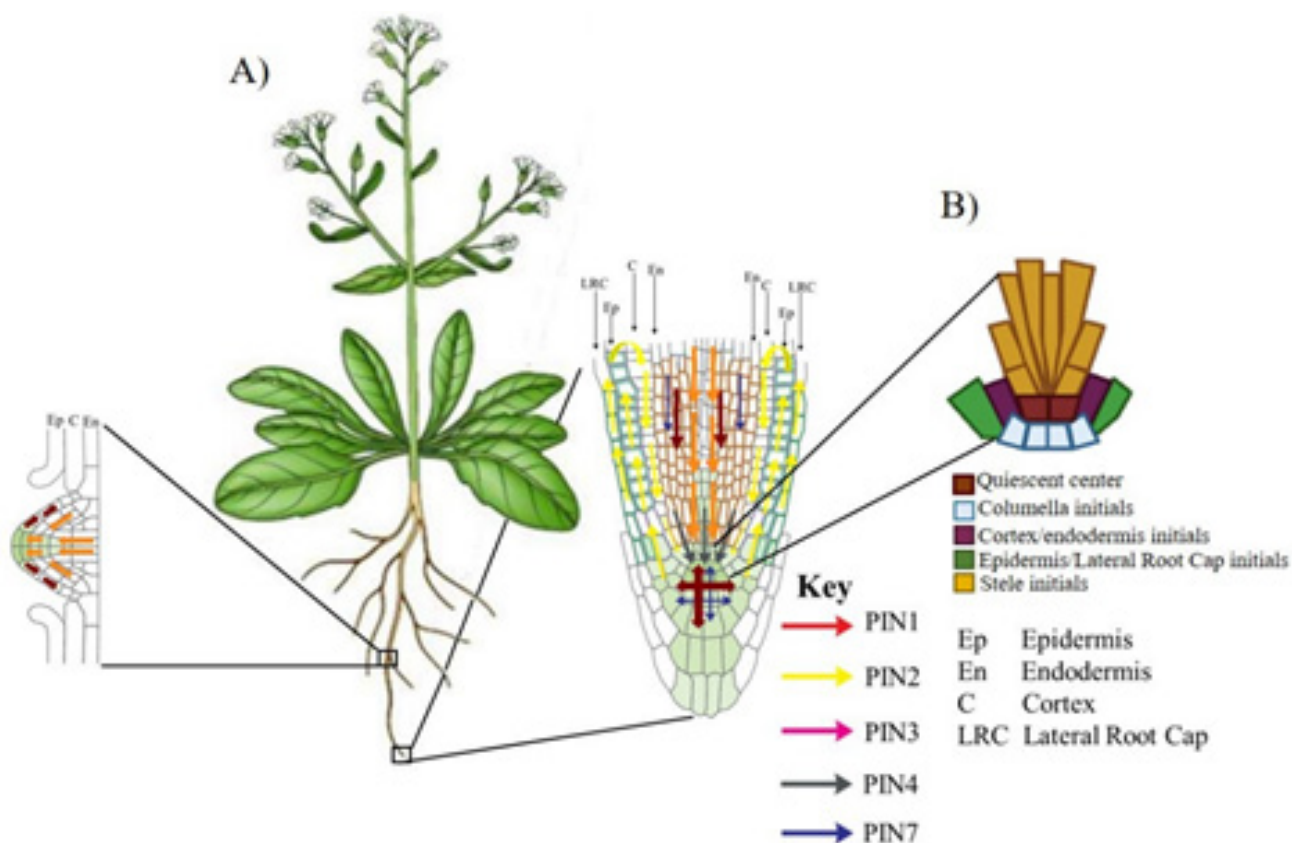 A)
B)
LRC
Ep
C
En
En
C
Ep
LRC
Ep C En
Quiescent center
Columella initials
Cortex/endodermis initials
Epidermis/Lateral Root Cap initials
Stele initials
Key
PIN1
PIN2
PIN3
PIN4
PIN7
Ep Epidermis
En Endodermis
C Cortex
LRC Lateral Root Cap